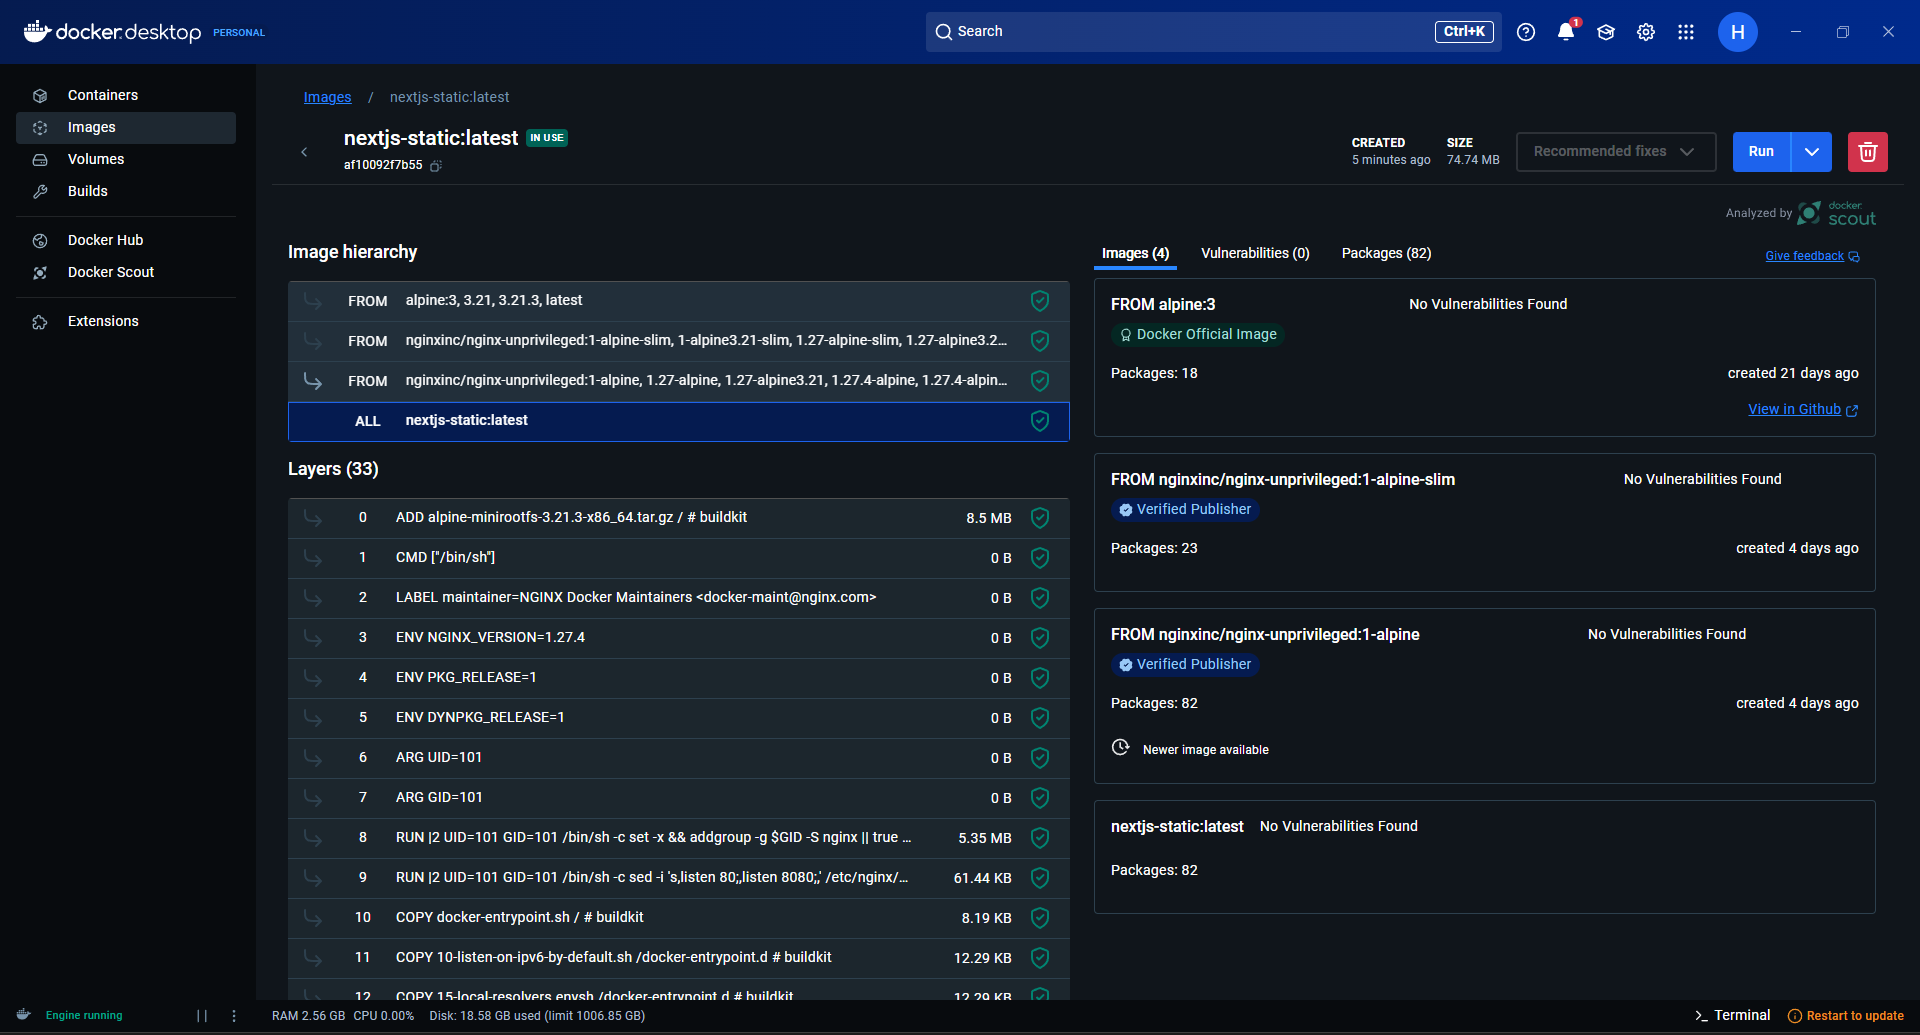 docker.desktop PERSONAL
Search
Ctrl+K
1
H
Containers
Images
Volumes
Builds
Docker Hub
Docker Scout
Extensions
Images / nextjs-static:latest
nextjs-static:latest IN USE
af10092f7b55
CREATED
5 minutes ago
SIZE
74.74 MB
Recommended fixes
Run
Analyzed by docker scout
Image hierarchy
FROM alpine:3, 3.21, 3.21.3, latest
FROM nginxinc/nginx-unprivileged:1-alpine-slim, 1-alpine3.21-slim, 1.27-alpine-slim, 1.27-alpine3.2...
FROM nginxinc/nginx-unprivileged:1-alpine, 1.27-alpine, 1.27-alpine3.21, 1.27.4-alpine, 1.27.4-alpin...
ALL nextjs-static:latest
Layers (33)
0 ADD alpine-minirootfs-3.21.3-x86_64.tar.gz / # buildkit 8.5 MB
1 CMD ["/bin/sh"] 0 B
2 LABEL maintainer=NGINX Docker Maintainers <docker-maint@nginx.com> 0 B
3 ENV NGINX_VERSION=1.27.4 0 B
4 ENV PKG_RELEASE=1 0 B
5 ENV DYNPKG_RELEASE=1 0 B
6 ARG UID=101 0 B
7 ARG GID=101 0 B
8 RUN |2 UID=101 GID=101 /bin/sh -c set -x && addgroup -g $GID -S nginx || true ... 5.35 MB
9 RUN |2 UID=101 GID=101 /bin/sh -c sed -i 's,listen 80;,listen 8080;,' /etc/nginx/... 61.44 KB
10 COPY docker-entrypoint.sh / # buildkit 8.19 KB
11 COPY 10-listen-on-ipv6-by-default.sh /docker-entrypoint.d # buildkit 12.29 KB
12 COPY 15-local-resolvers.envsh /docker-entrypoint.d # buildkit 12.29 KB
Images (4)
Vulnerabilities (0)
Packages (82)
Give feedback
FROM alpine:3 No Vulnerabilities Found
Docker Official Image
Packages: 18 created 21 days ago
View in Github
FROM nginxinc/nginx-unprivileged:1-alpine-slim No Vulnerabilities Found
Verified Publisher
Packages: 23 created 4 days ago
FROM nginxinc/nginx-unprivileged:1-alpine No Vulnerabilities Found
Verified Publisher
Packages: 82 created 4 days ago
Newer image available
nextjs-static:latest No Vulnerabilities Found
Packages: 82
Engine running
RAM 2.56 GB CPU 0.00% Disk: 18.58 GB used (limit 1006.85 GB)
Terminal
Restart to update